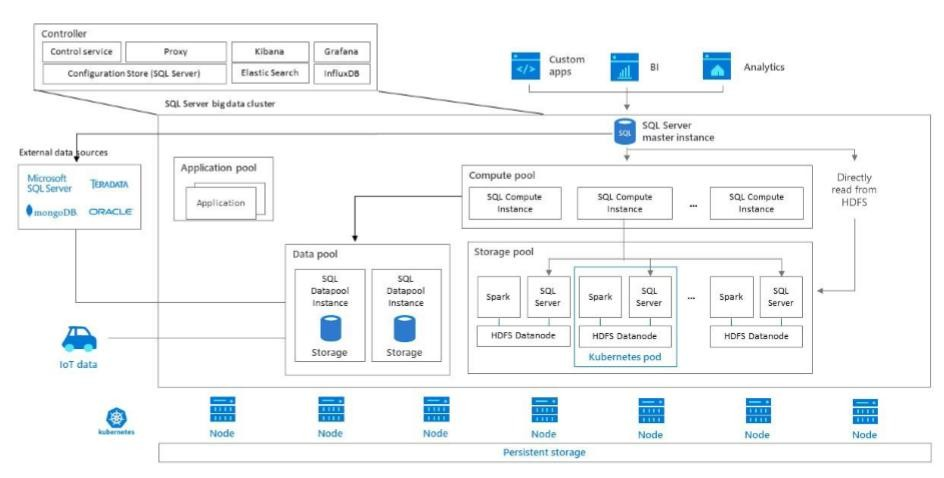 Controller
Control service
Proxy
Kibana
Grafana
Configuration Store (SQL Server)
Elastic Search
InfluxDB
Custom
apps
BI
Analytics
SQL Server big data cluster
SQL
SQL Server
master instance
External data sources
Microsoft
SQL Server
TERADATA
mongoDB
ORACLE
Application pool
Application
Compute pool
SQL Compute
Instance
SQL Compute
Instance
...
SQL Compute
Instance
Directly
read from
HDFS
Data pool
SQL
Datapool
Instance
Storage
SQL
Datapool
Instance
Storage
Storage pool
Spark
SQL
Server
HDFS Datanode
Spark
SQL
Server
HDFS Datanode
Kubernetes pod
...
Spark
SQL
Server
HDFS Datanode
IoT data
kubernetes
Node
Node
Node
Node
Node
Node
Node
Persistent storage